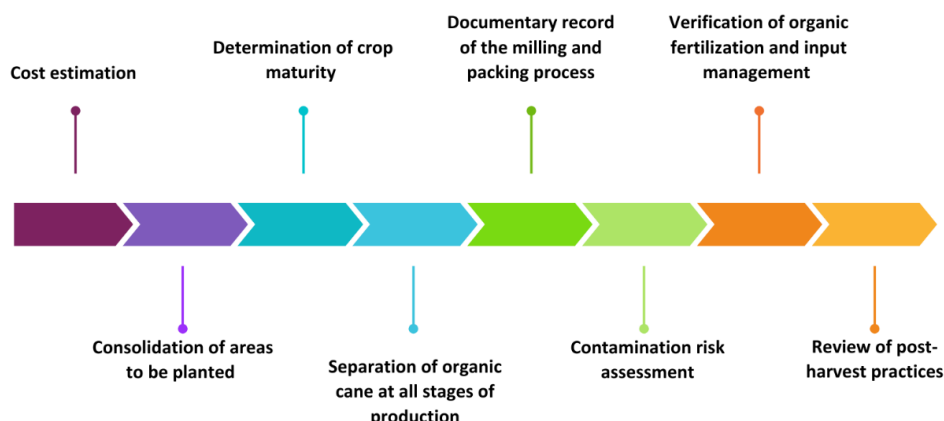 Cost estimation
Consolidation of areas
to be planted
Determination of crop
maturity
Separation of organic
cane at all stages of
production
Documentary record
of the milling and
packing process
Contamination risk
assessment
Verification of organic
fertilization and input
management
Review of post-
harvest practices